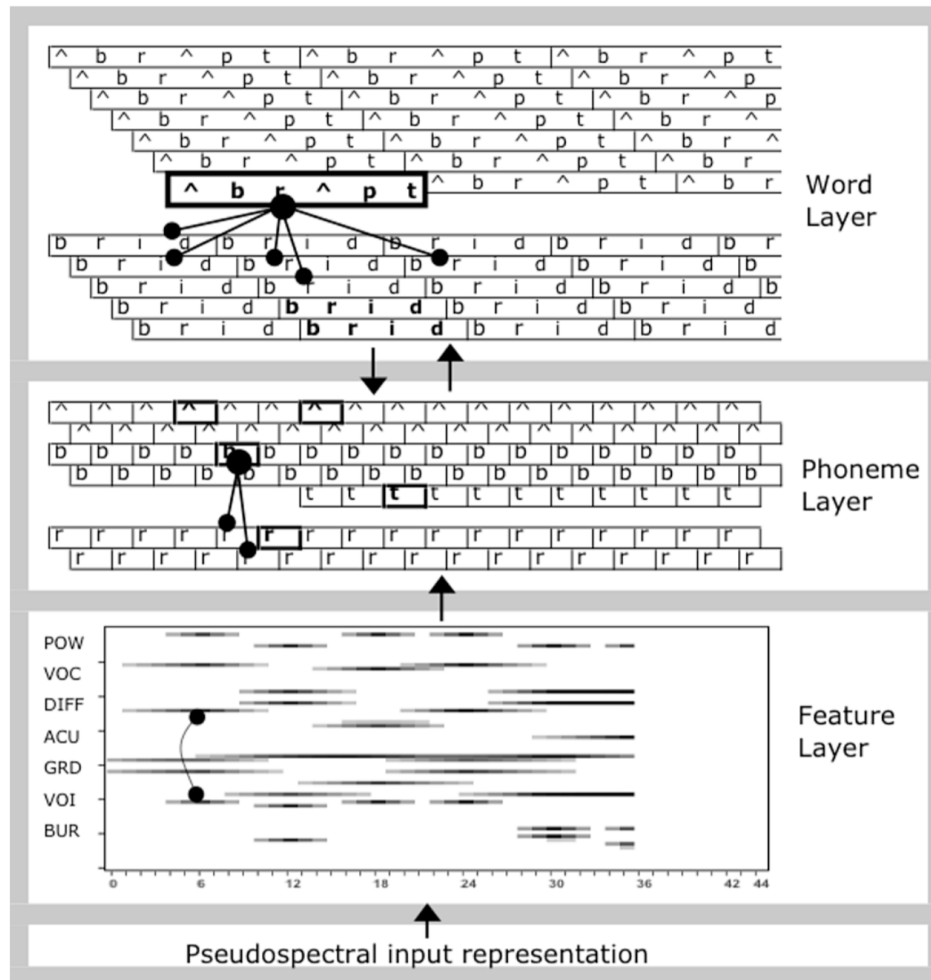 ^ b r ^ p t ^ b r ^ p t ^ b r ^ p t
^ b r ^ p t ^ b r ^ p t ^ b r ^ p
^ b r ^ p t ^ b r ^ p t ^ b r ^ p
^ b r ^ p t ^ b r ^ p t ^ b r ^
^ b r ^ p t ^ b r ^ p t ^ b r ^
^ b r ^ p t ^ b r ^ p t ^ b r
^ b r ^ p t ^ b r ^ p t ^ b r
Word
Layer
b r i d b r i d b r i d b r i d b r
b r i d b r i d b r i d b r i d b
b r i d b r i d b r i d b r i d b
b r i d b r i d b r i d b r i d
b r i d b r i d b r i d b r i d
^ ^ ^ ^ ^ ^ ^ ^ ^ ^ ^ ^ ^ ^ ^ ^ ^
^ ^ ^ ^ ^ ^ ^ ^ ^ ^ ^ ^ ^ ^ ^ ^ ^
b b b b b b b b b b b b b b b b b
b b b b b b b b b b b b b b b b b
t t t t t t t t t t t
Phoneme
Layer
r r r r r r r r r r r r r r r r r
r r r r r r r r r r r r r r r r r
POW
VOC
DIFF
ACU
GRD
VOI
BUR
Feature
Layer
0 6 12 18 24 30 36 42 44
Pseudospectral input representation